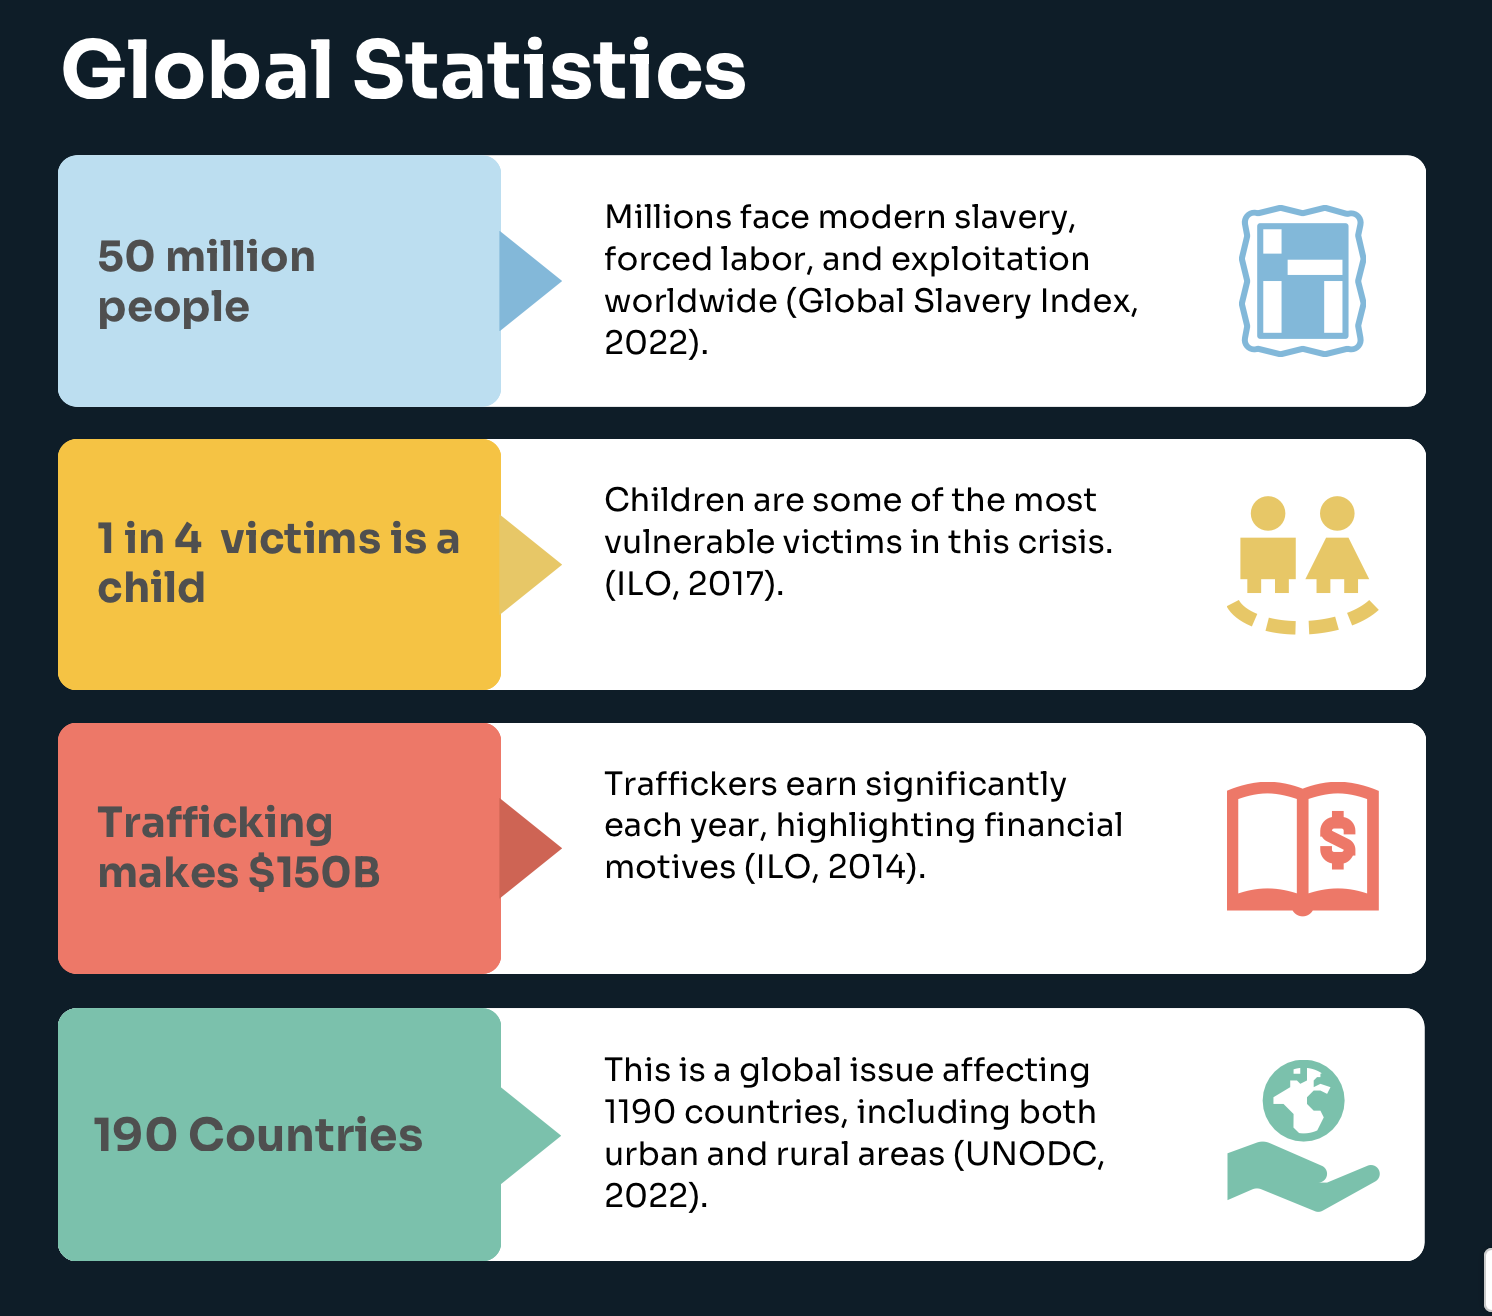 Global Statistics
50 million
people
Millions face modern slavery,
forced labor, and exploitation
worldwide (Global Slavery Index,
2022).
1 in 4  victims is a
child
Children are some of the most
vulnerable victims in this crisis.
(ILO, 2017).
Trafficking
makes $150B
Traffickers earn significantly
each year, highlighting financial
motives (ILO, 2014).
$
190 Countries
This is a global issue affecting
1190 countries, including both
urban and rural areas (UNODC,
2022).